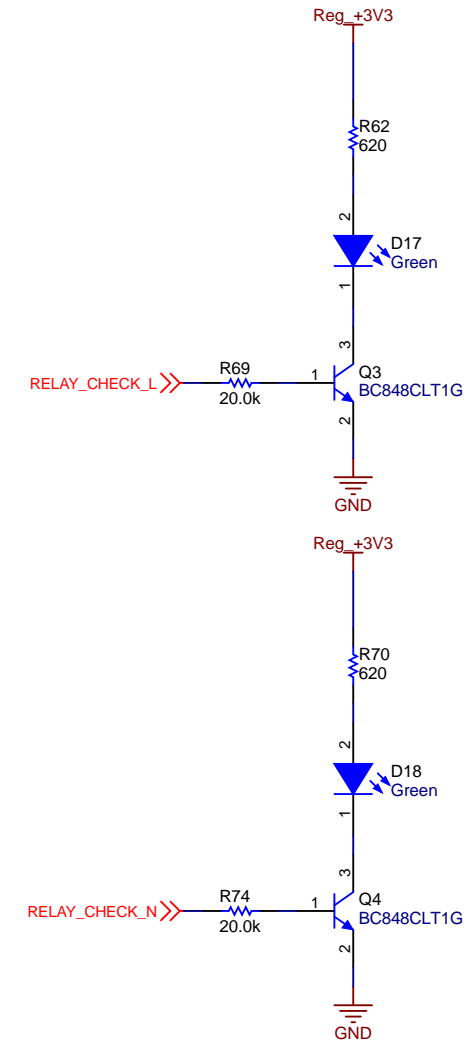 Reg_+3V3
R62
620
2
D17
Green
1
3
R69
RELAY_CHECK_L
1
Q3
20.0k
BC848CLT1G
2
GND
Reg_+3V3
R70
620
2
D18
Green
1
3
R74
RELAY_CHECK_N
1
Q4
20.0k
BC848CLT1G
2
GND